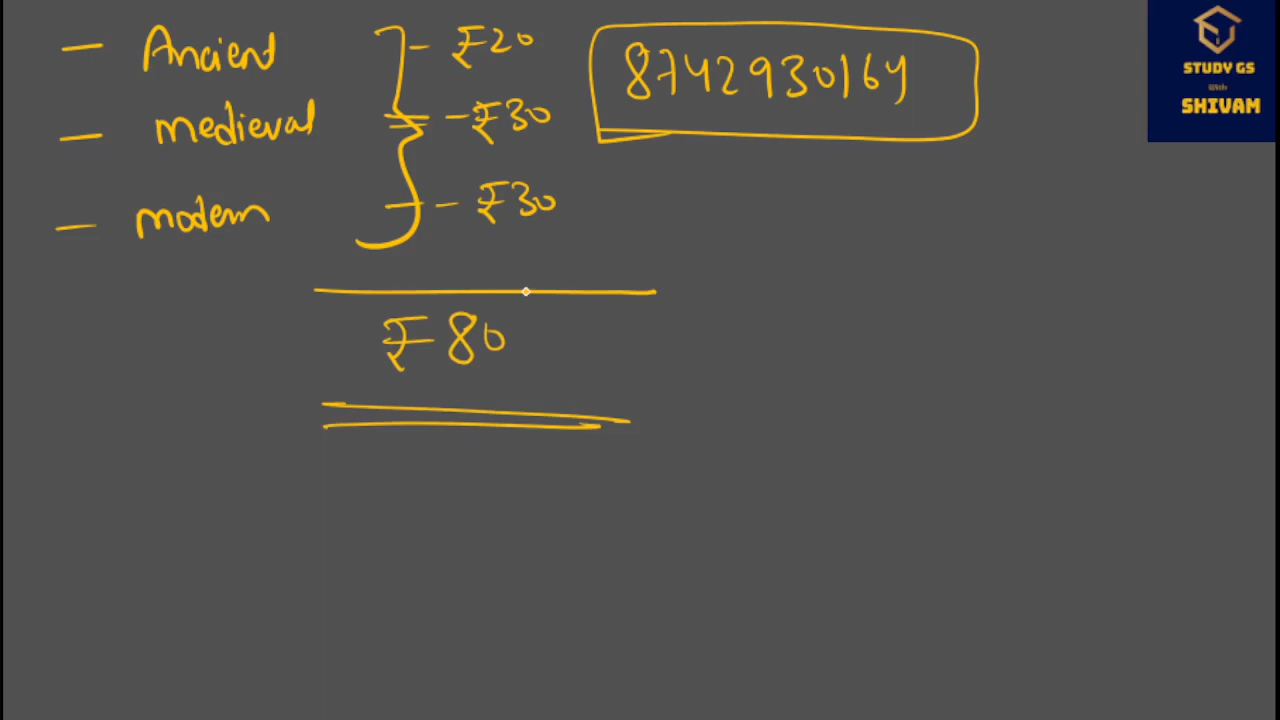 — Ancient - ₹20
— medieval - ₹30
— modern - ₹30
₹80
8742930164
STUDY GS
With
SHIVAM